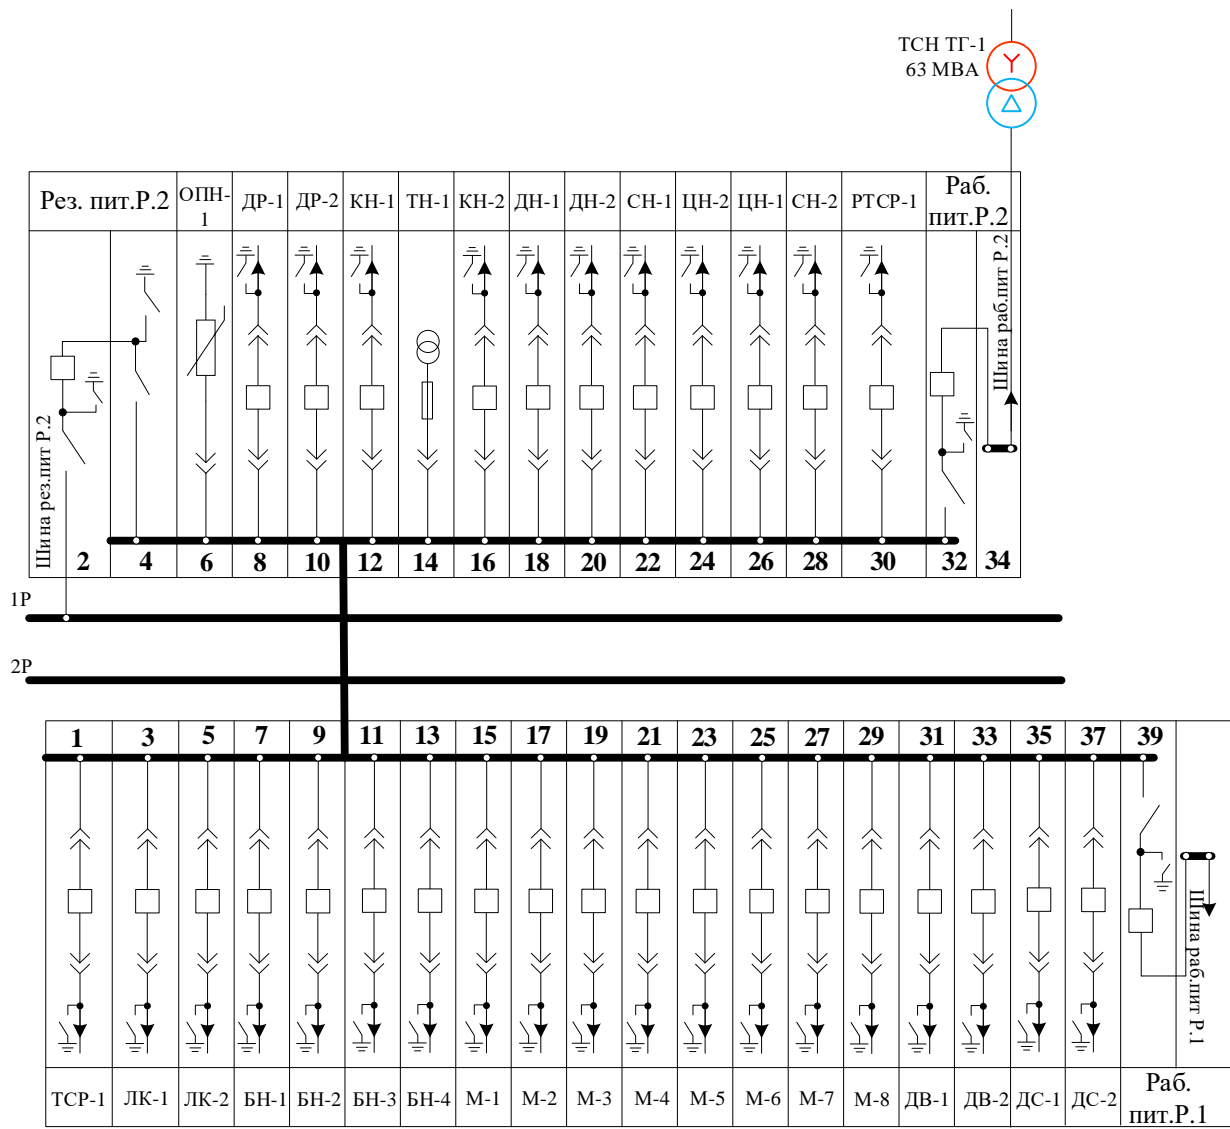 ТСН ТГ-1
63 МВА
Рез. пит.Р.2
ОПН-
1
ДР-1
ДР-2
КН-1
ТН-1
КН-2
ДН-1
ДН-2
СН-1
ЦН-2
ЦН-1
СН-2
РТСР-1
Раб.
пит.Р.2
Шина рез.пит Р.2
Шина раб.пит Р.2
2
4
6
8
10
12
14
16
18
20
22
24
26
28
30
32
34
1Р
2Р
1
3
5
7
9
11
13
15
17
19
21
23
25
27
29
31
33
35
37
39
Шина раб.пит Р.1
ТСР-1
ЛК-1
ЛК-2
БН-1
БН-2
БН-3
БН-4
М-1
М-2
М-3
М-4
М-5
М-6
М-7
М-8
ДВ-1
ДВ-2
ДС-1
ДС-2
Раб.
пит.Р.1